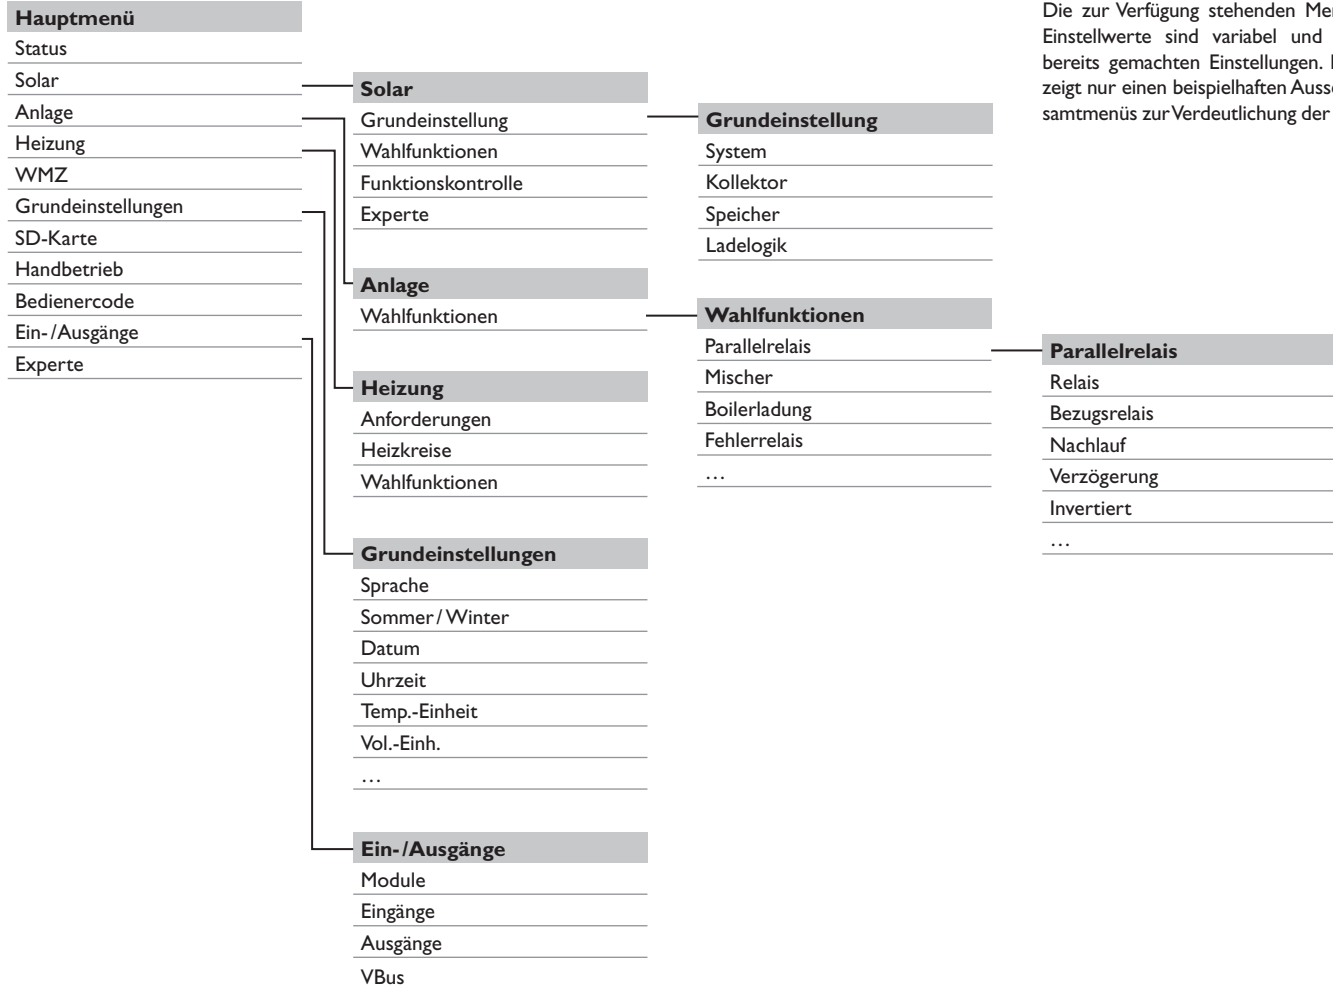 Hauptmenü
Status
Solar
Anlage
Heizung
WMZ
Grundeinstellungen
SD-Karte
Handbetrieb
Bedienercode
Ein-/Ausgänge
Experte
Solar
Grundeinstellung
Wahlfunktionen
Funktionskontrolle
Experte
Anlage
Wahlfunktionen
Heizung
Anforderungen
Heizkreise
Wahlfunktionen
Grundeinstellungen
Sprache
Sommer / Winter
Datum
Uhrzeit
Temp.-Einheit
Vol.-Einh.
…
Ein-/Ausgänge
Module
Eingänge
Ausgänge
VBus
Grundeinstellung
System
Kollektor
Speicher
Ladelogik
Wahlfunktionen
Parallelrelais
Mischer
Boilerladung
Fehlerrelais
…
Die zur Verfügung stehenden
Einstellwerte sind variabel und
bereits gemachten Einstellungen.
zeigt nur einen beispielhaften
samtmenüs zur Verdeutlichung der
Parallelrelais
Relais
Bezugsrelais
Nachlauf
Verzögerung
Invertiert
…